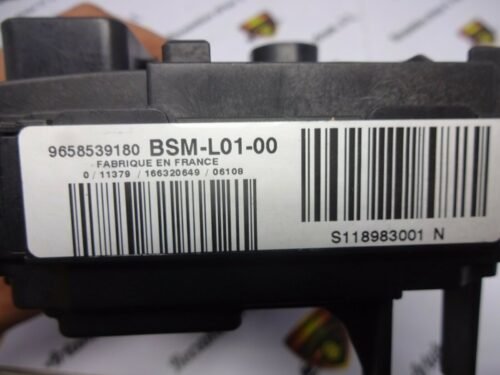 9658539180 BSM-L01-00
FABRIQUE EN FRANCE
0 / 11379 / 166320649 / 06108
S118983001 N